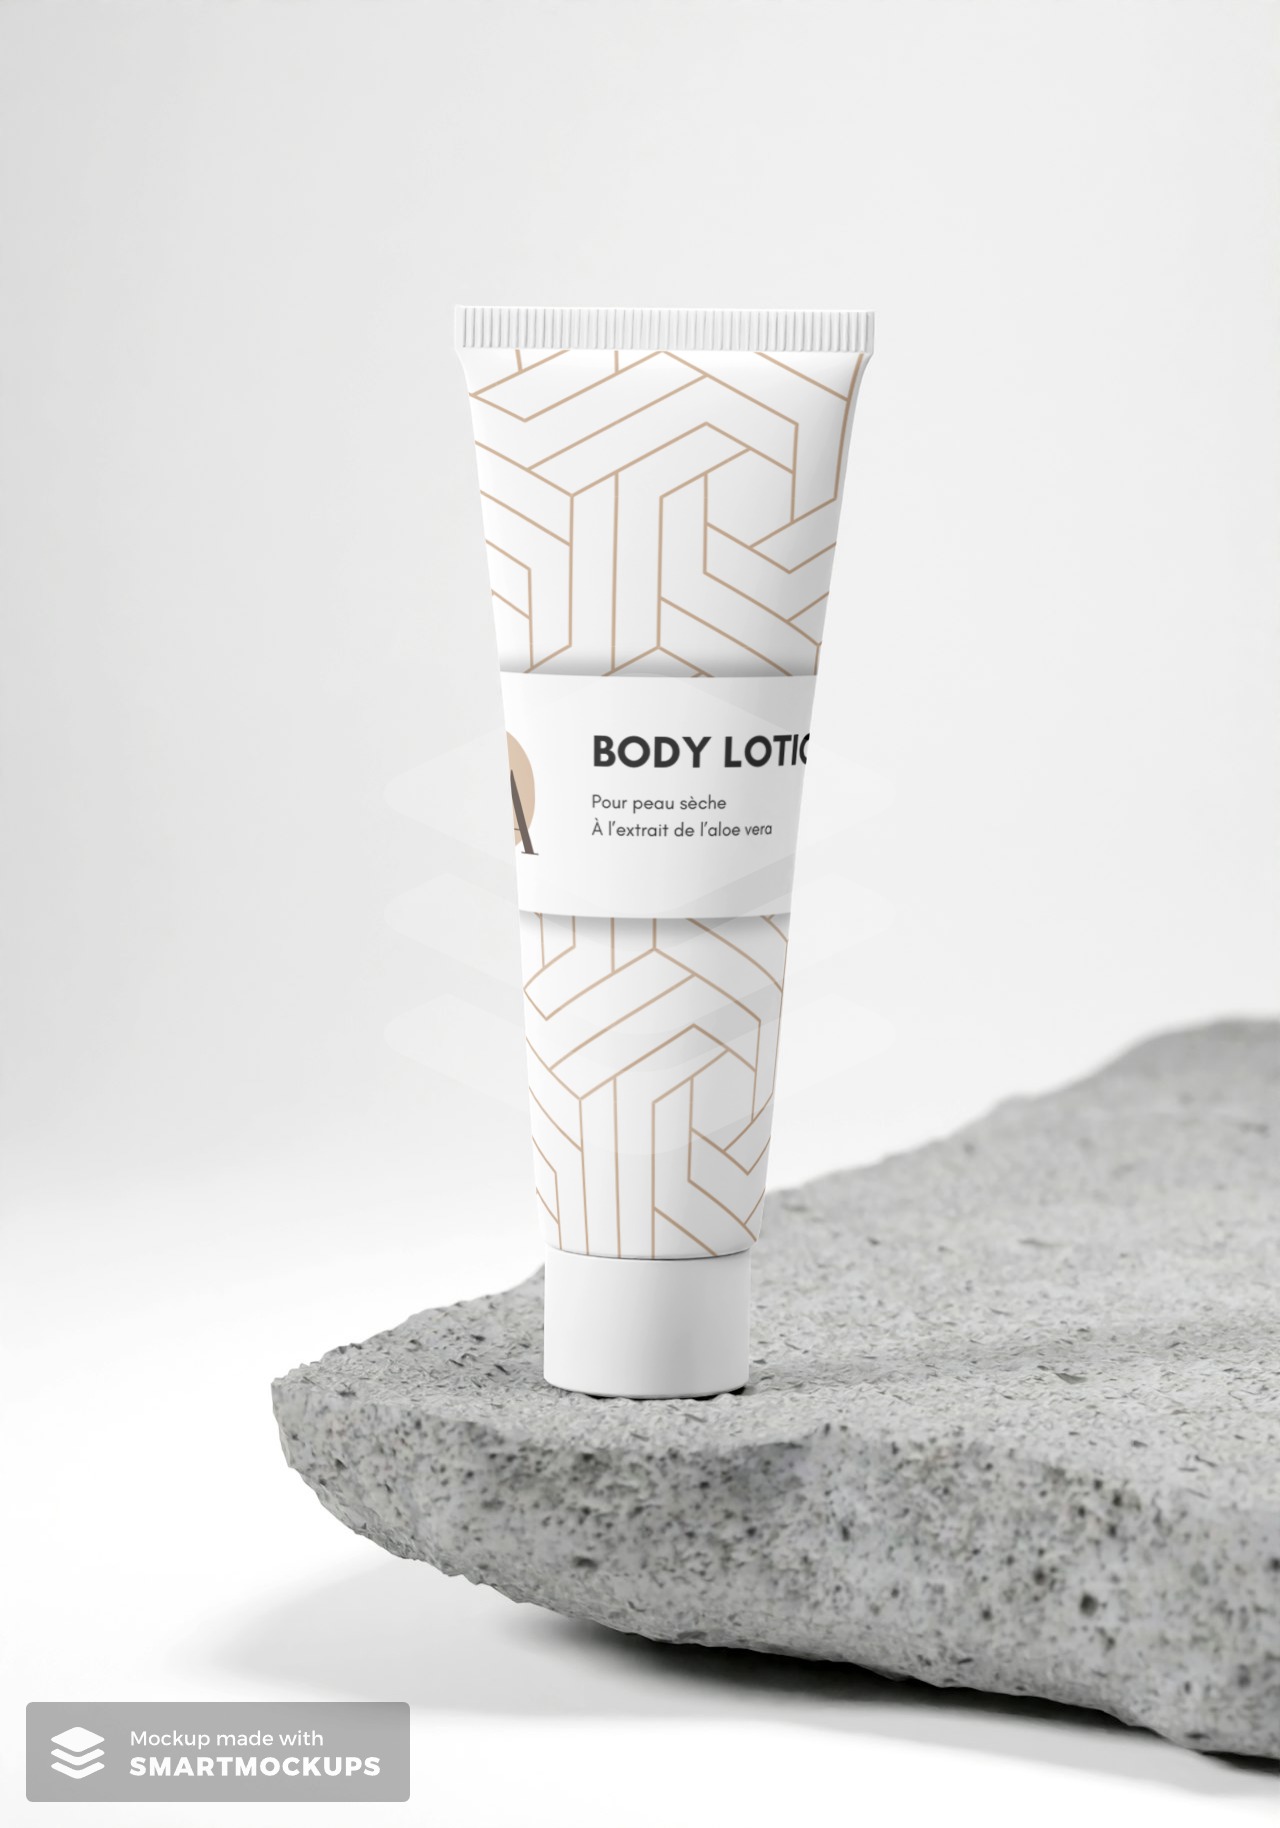 A
BODY LOTIO
Pour peau sèche
À l’extrait de l’aloe vera
Mockup made with
SMARTMOCKUPS